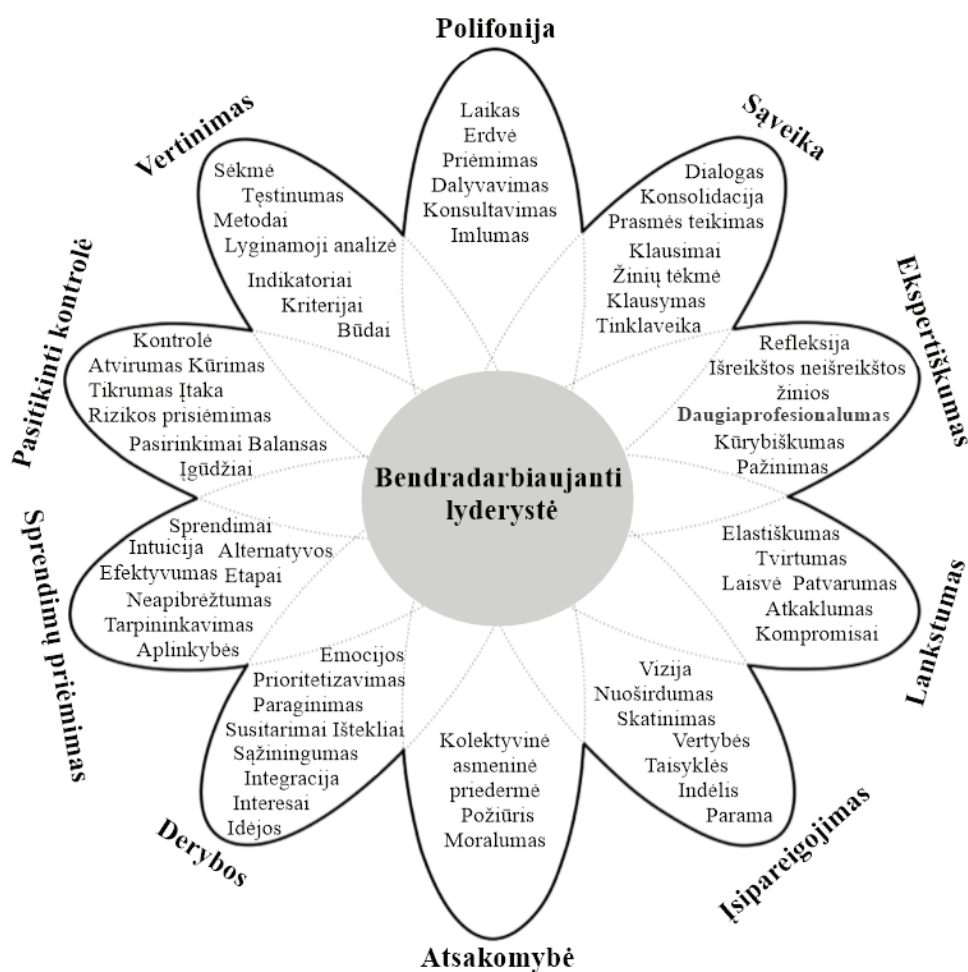 Polifonija
Laikas
Erdvė
Priėmimas
Dalyvavimas
Konsultavimas
Imlumas
Sąveika
Dialogas
Konsolidacija
Prasmės teikimas
Klausimai
Žinių tėkmė
Klausymas
Tinklaveika
Ekspertiškumas
Refleksija
Išreikštos neišreikštos
žinios
Daugiaprofesionalumas
Kūrybiškumas
Pažinimas
Lankstumas
Elastiškumas
Tvirtumas
Laisvė Patvarumas
Atkaklumas
Kompromisai
Įsipareigojimas
Vizija
Nuoširdumas
Skatinimas
Vertybės
Taisyklės
Indėlis
Parama
Atsakomybė
Kolektyvinė
asmeninė
priedermė
Požiūris
Moralumas
Derybos
Emocijos
Prioritetizavimas
Paraginimas
Susitarimai Ištekliai
Sąžiningumas
Integracija
Interesai
Idėjos
Sprendimų priėmimas
Sprendimai
Intuicija Alternatyvos
Efektyvumas Etapai
Neapibrėžtumas
Tarpininkavimas
Aplinkybės
Pasitikinti kontrolė
Kontrolė
Atvirumas Kūrimas
Tikrumas Įtaka
Rizikos prisiėmimas
Pasirinkimai Balansas
Įgūdžiai
Vertinimas
Sėkmė
Tęstinumas
Metodai
Lyginamoji analizė
Indikatoriai
Kriterijai
Būdai
Bendradarbiaujanti
lyderystė